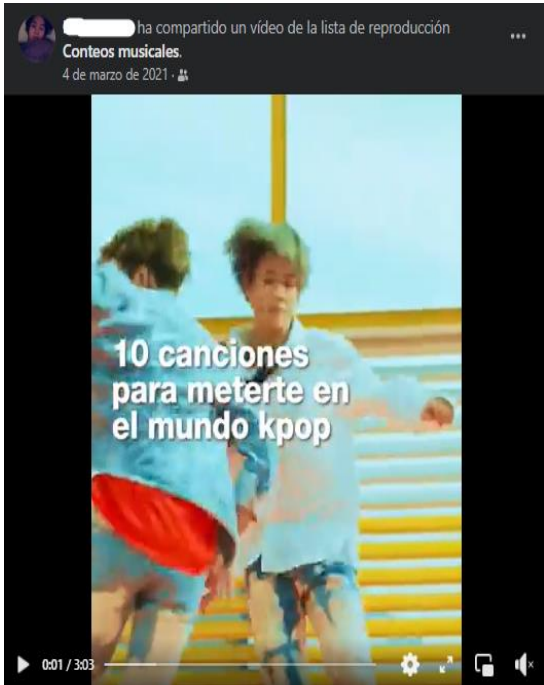 ha compartido un vídeo de la lista de reproducción
Conteos musicales.
4 de marzo de 2021 ·
10 canciones
para meterte en
el mundo kpop
0:01 / 3:03